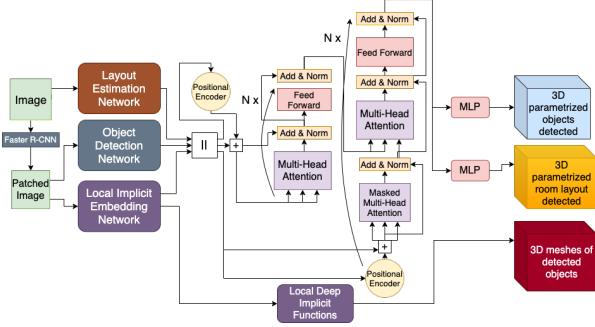 Image
Faster R-CNN
Patched
Image
Layout
Estimation
Network
Object
Detection
Network
Local Implicit
Embedding
Network
||
Positional
Encoder
+
N x
Add & Norm
Feed
Forward
Add & Norm
Multi-Head
Attention
N x
Add & Norm
Feed Forward
Add & Norm
Multi-Head
Attention
Add & Norm
Masked
Multi-Head
Attention
+
Positional
Encoder
Local Deep
Implicit
Functions
MLP
MLP
3D
parametrized
objects
detected
3D
parametrized
room layout
detected
3D meshes of
detected
objects